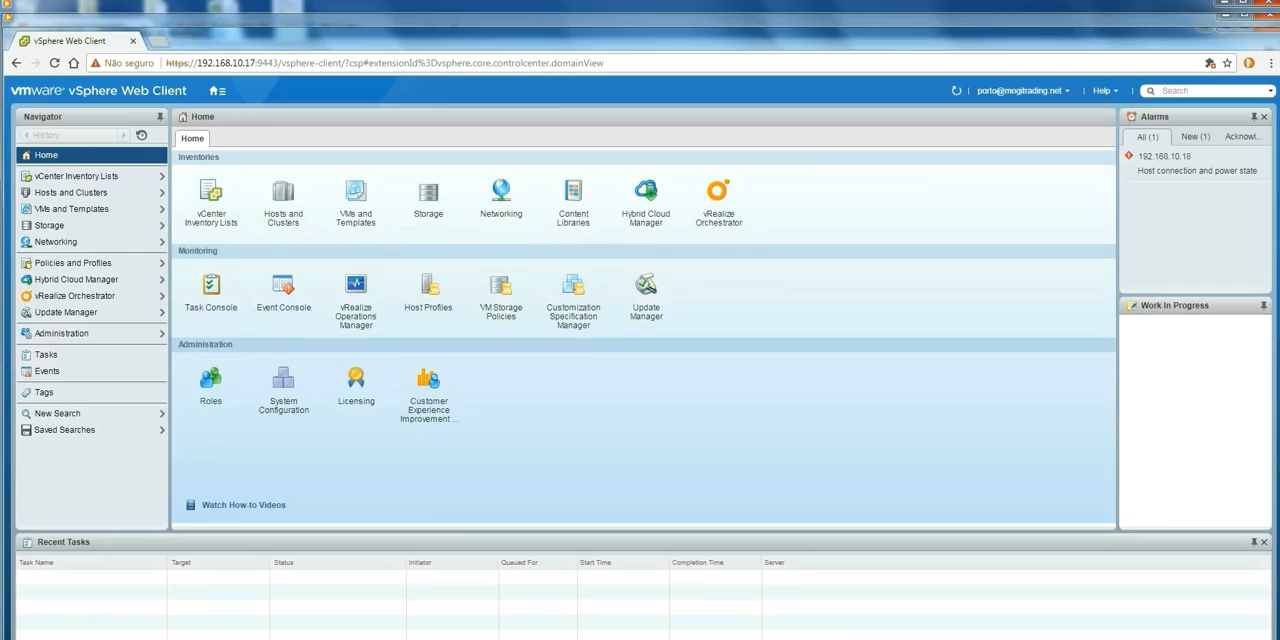 vSphere Web Client
Não seguro https://192.168.10.17:9443/vsphere-client/?csp#extensionId%3Dvsphere.core.controlcenter.domainView
vmware® vSphere Web Client
porto@mogitrading.net
Help
Search
Navigator
History
Home
vCenter Inventory Lists
Hosts and Clusters
VMs and Templates
Storage
Networking
Policies and Profiles
Hybrid Cloud Manager
vRealize Orchestrator
Update Manager
Administration
Tasks
Events
Tags
New Search
Saved Searches
Home
Home
Inventories
vCenter
Inventory Lists
Hosts and
Clusters
VMs and
Templates
Storage
Networking
Content
Libraries
Hybrid Cloud
Manager
vRealize
Orchestrator
Monitoring
Task Console
Event Console
vRealize
Operations
Manager
Host Profiles
VM Storage
Policies
Customization
Specification
Manager
Update
Manager
Administration
Roles
System
Configuration
Licensing
Customer
Experience
Improvement ...
Watch How-to Videos
Alarms
All (1)
New (1)
Acknowl...
192.168.10.18
Host connection and power state
Work In Progress
Recent Tasks
Task Name
Target
Status
Initiator
Queued For
Start Time
Completion Time
Server